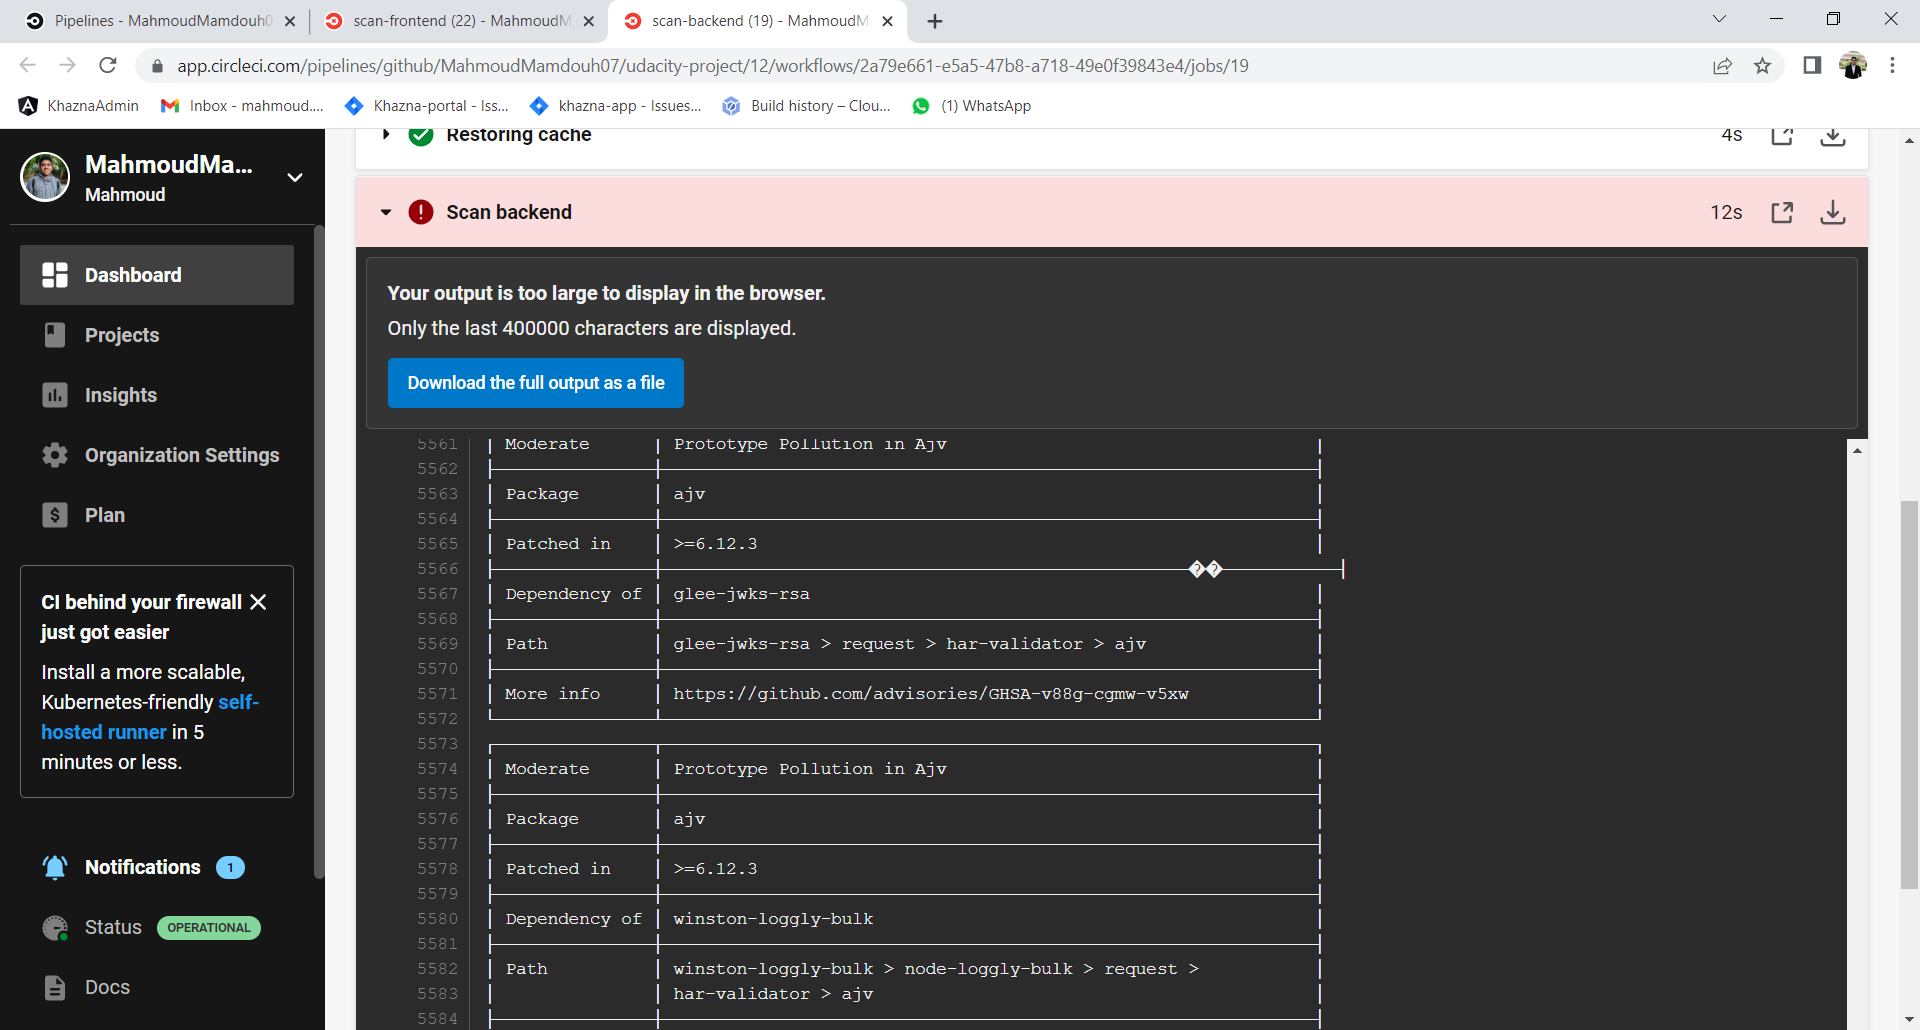 Pipelines - MahmoudMamdouh0
scan-frontend (22) - MahmoudM
scan-backend (19) - MahmoudM
app.circleci.com/pipelines/github/MahmoudMamdouh07/udacity-project/12/workflows/2a79e661-e5a5-47b8-a718-49e0f39843e4/jobs/19
KhaznaAdmin
Inbox - mahmoud....
Khazna-portal - Iss...
khazna-app - Issues...
Build history – Clou...
(1) WhatsApp
MahmoudMa...
Mahmoud
Dashboard
Projects
Insights
Organization Settings
Plan
CI behind your firewall
just got easier
Install a more scalable,
Kubernetes-friendly self-
hosted runner in 5
minutes or less.
Notifications 1
Status OPERATIONAL
Docs
Restoring cache 4s
Scan backend 12s
Your output is too large to display in the browser.
Only the last 400000 characters are displayed.
Download the full output as a file
5561 | Moderate | Prototype Pollution in Ajv |
5562
5563 | Package | ajv |
5564
5565 | Patched in | >=6.12.3 |
5566 ��
5567 | Dependency of | glee-jwks-rsa |
5568
5569 | Path | glee-jwks-rsa > request > har-validator > ajv |
5570
5571 | More info | https://github.com/advisories/GHSA-v88g-cgmw-v5xw |
5572
5573
5574 | Moderate | Prototype Pollution in Ajv |
5575
5576 | Package | ajv |
5577
5578 | Patched in | >=6.12.3 |
5579
5580 | Dependency of | winston-loggly-bulk |
5581
5582 | Path | winston-loggly-bulk > node-loggly-bulk > request > |
5583 | | har-validator > ajv |
5584